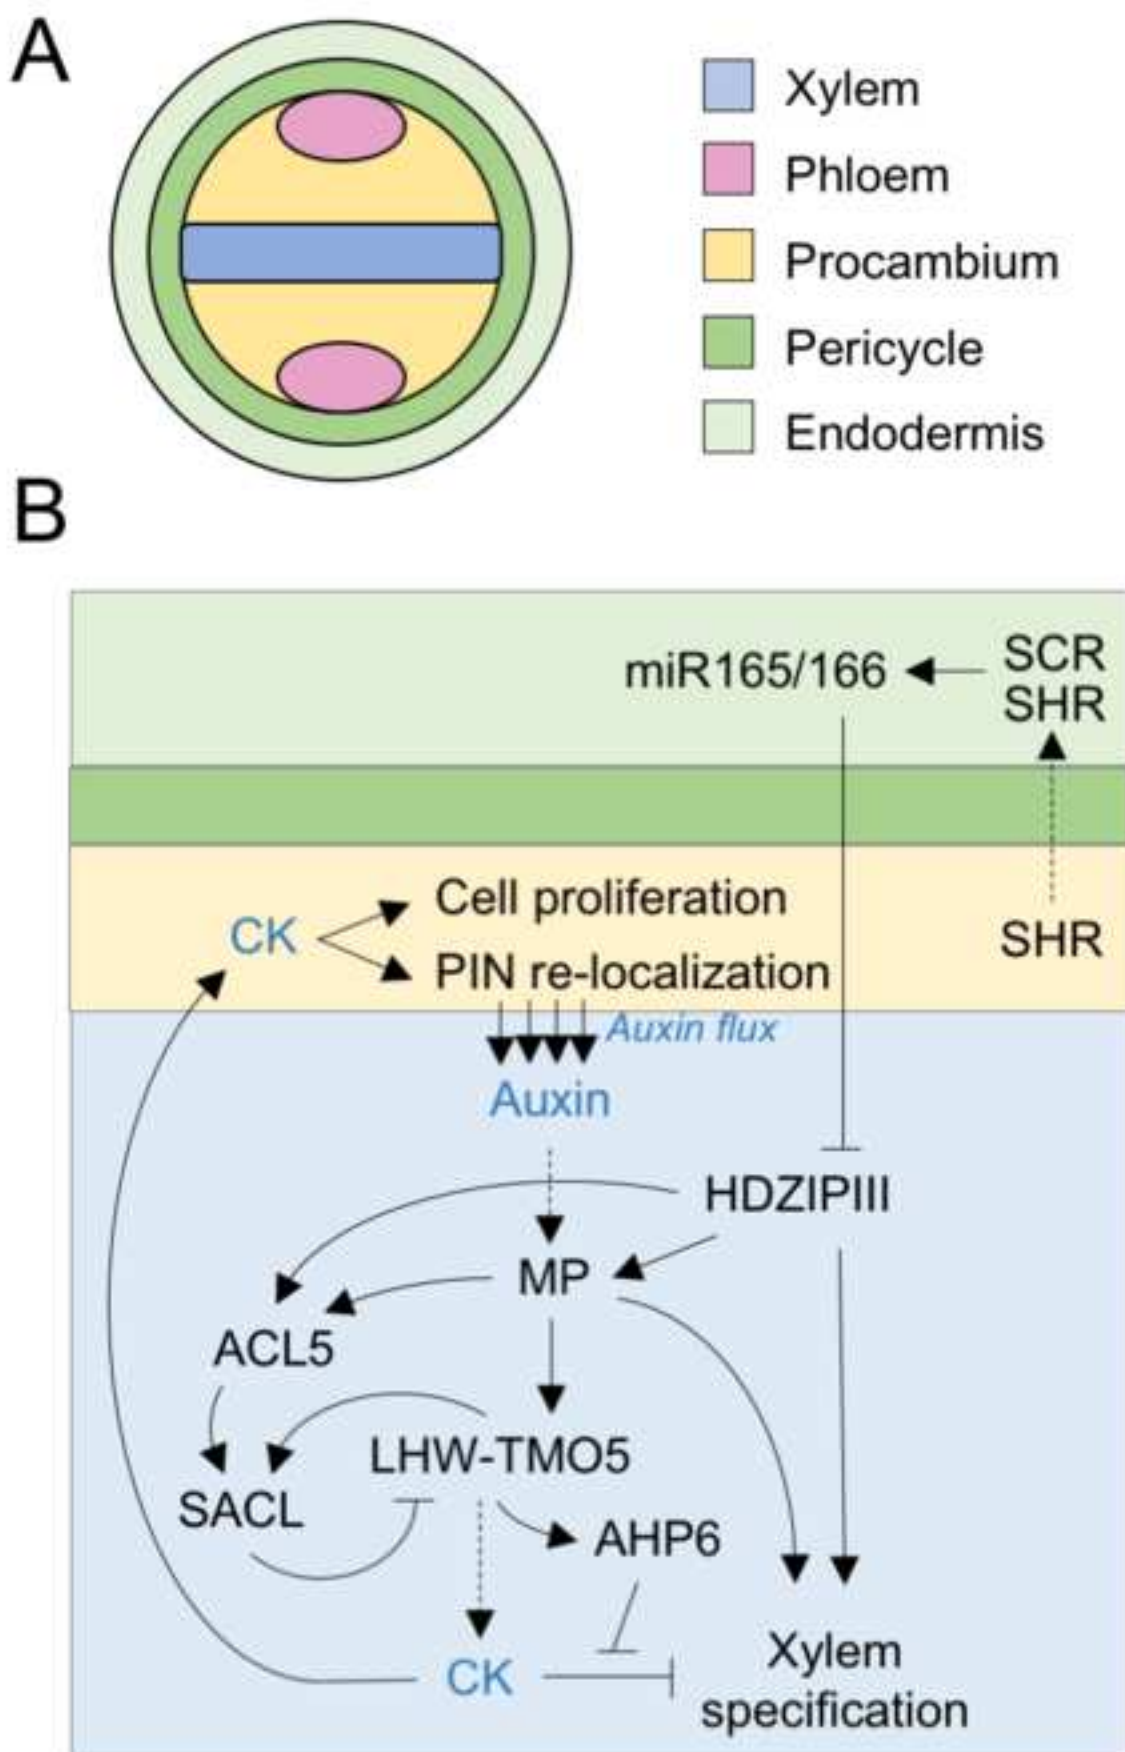 A
Xylem
Phloem
Procambium
Pericycle
Endodermis
B
miR165/166
SCR
SHR
Cell proliferation
CK
SHR
PIN re-localization
Auxin flux
Auxin
HDZIPIII
MP
ACL5
LHW-TMO5
SACL
AHP6
Xylem
specification
CK